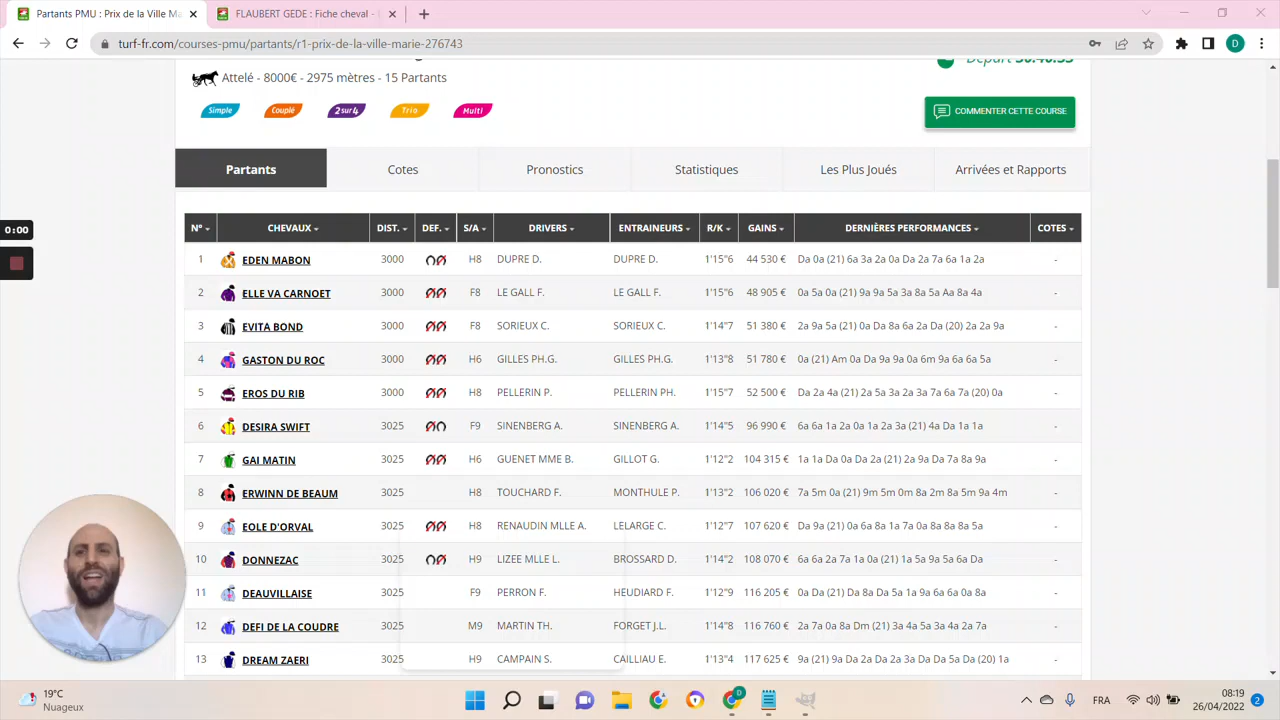 Partants PMU : Prix de la Ville Ma
FLAUBERT GEDE : Fiche cheval - L
turf-fr.com/courses-pmu/partants/r1-prix-de-la-ville-marie-276743
D
Attelé - 8000€ - 2975 mètres - 15 Partants
Départ
Simple Couplé 2sur4 Trio Multi
COMMENTER CETTE COURSE
Partants Cotes Pronostics Statistiques Les Plus Joués Arrivées et Rapports
N° CHEVAUX DIST. DEF. S/A DRIVERS ENTRAINEURS R/K GAINS DERNIÈRES PERFORMANCES COTES
1 EDEN MABON 3000 H8 DUPRE D. DUPRE D. 1'15"6 44 530 € Da 0a (21) 6a 3a 2a 0a Da 2a 7a 6a 1a 2a -
2 ELLE VA CARNOET 3000 F8 LE GALL F. LE GALL F. 1'15"6 48 905 € 0a 5a 0a (21) 9a 9a 5a 3a 8a 5a Aa 8a 4a -
3 EVITA BOND 3000 F8 SORIEUX C. SORIEUX C. 1'14"7 51 380 € 2a 9a 5a (21) 0a Da 8a 6a 2a Da (20) 2a 2a 9a -
4 GASTON DU ROC 3000 H6 GILLES PH.G. GILLES PH.G. 1'13"8 51 780 € 0a (21) Am 0a Da 9a 9a 0a 6m 9a 6a 6a 5a -
5 EROS DU RIB 3000 H8 PELLERIN P. PELLERIN PH. 1'15"7 52 500 € Da 2a 4a (21) 2a 5a 3a 2a 3a 7a 6a 7a (20) 0a -
6 DESIRA SWIFT 3025 F9 SINENBERG A. SINENBERG A. 1'14"5 96 990 € 6a 6a 1a 2a 0a 1a 2a 3a (21) 4a Da 1a 1a -
7 GAI MATIN 3025 H6 GUENET MME B. GILLOT G. 1'12"2 104 315 € 1a 1a Da 0a Da 2a (21) 2a 9a Da 7a 8a 9a -
8 ERWINN DE BEAUM 3025 H8 TOUCHARD F. MONTHULE P. 1'13"2 106 020 € 7a 5m 0a (21) 9m 5m 0m 8a 2m 8a 5m 9a 4m -
9 EOLE D'ORVAL 3025 H8 RENAUDIN MLLE A. LELARGE C. 1'12"7 107 620 € Da 9a (21) 0a 6a 8a 1a 7a 0a 8a 8a 8a 5a -
10 DONNEZAC 3025 H9 LIZEE MLLE L. BROSSARD D. 1'14"2 108 070 € 6a 6a 2a 7a 1a 0a (21) 1a 5a 9a 5a 6a Da -
11 DEAUVILLAISE 3025 F9 PERRON F. HEUDIARD F. 1'12"9 116 205 € 0a Da (21) Da 8a Da 5a 1a 9a 6a 6a 0a 8a -
12 DEFI DE LA COUDRE 3025 M9 MARTIN TH. FORGET J.L. 1'14"8 116 760 € 2a 7a 0a 8a Dm (21) 3a 4a 5a 3a 4a 2a 7a -
13 DREAM ZAERI 3025 H9 CAMPAIN S. CAILLIAU E. 1'13"4 117 625 € 9a (21) 9a Da 2a Da 2a 3a Da Da 5a Da (20) 1a -
0:00
19°C
Nuageux
D
FRA
08:19
26/04/2022
2